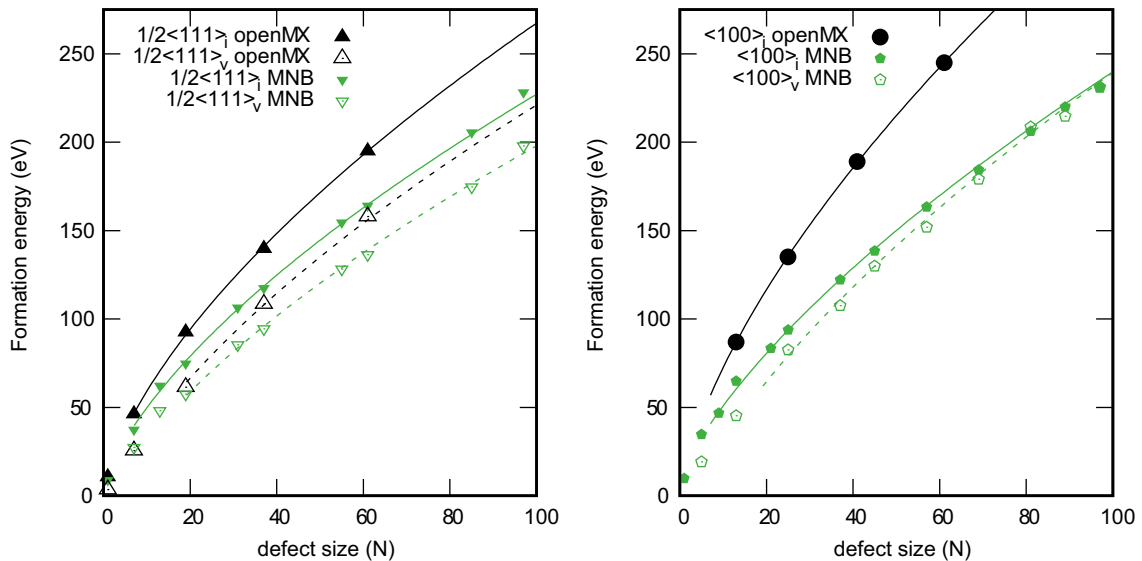 1/2<111>i openMX
1/2<111>v openMX
1/2<111>i MNB
1/2<111>v MNB
Formation energy (eV)
250
200
150
100
50
0
0 20 40 60 80 100
defect size (N)
<100>i openMX
<100>i MNB
<100>v MNB
Formation energy (eV)
250
200
150
100
50
0
0 20 40 60 80 100
defect size (N)